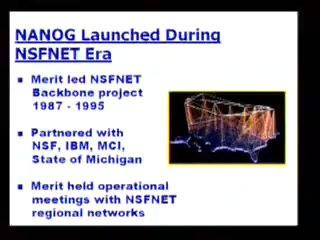 NANOG Launched During
NSFNET Era
Merit led NSFNET
Backbone project
1987 - 1995
Partnered with
NSF, IBM, MCI,
State of Michigan
Merit held operational
meetings with NSFNET
regional networks